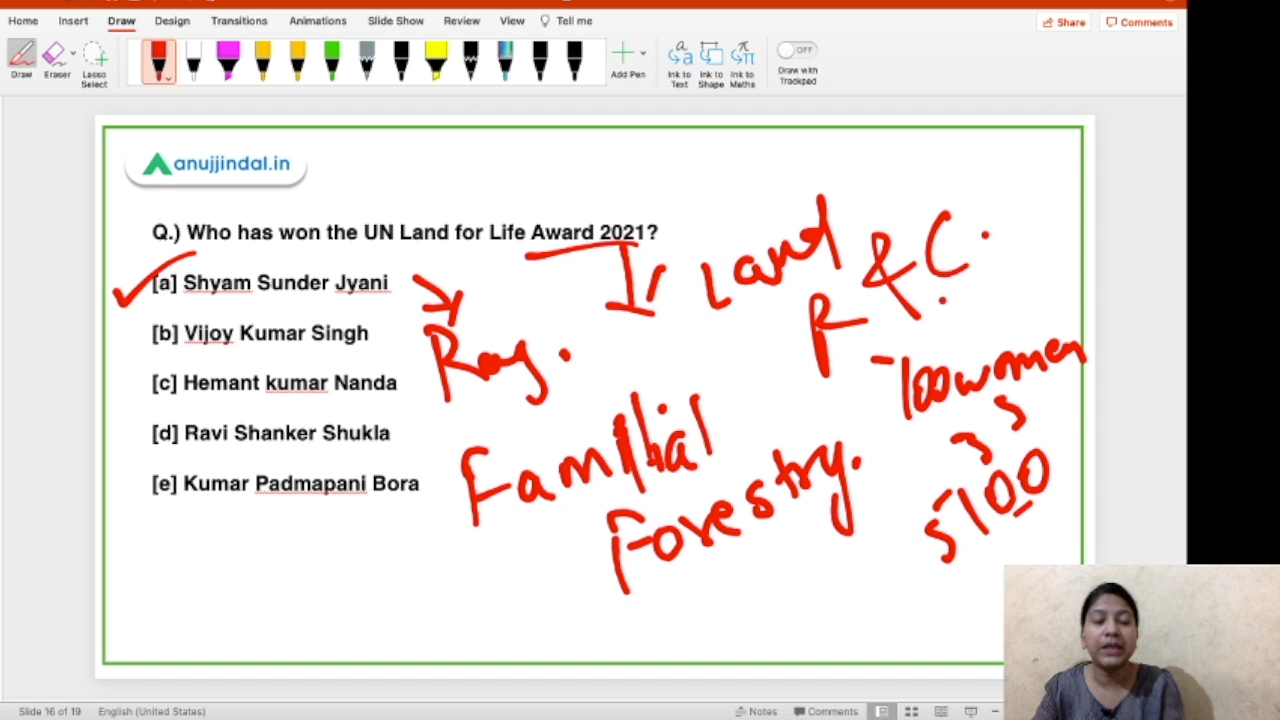 Home Insert Draw Design Transitions Animations Slide Show Review View Tell me Share Comments
Draw Eraser Lasso Select Add Pen Ink to Text Ink to Shape Ink to Maths OFF Draw with Trackpad
anujjindal.in
Q.) Who has won the UN Land for Life Award 2021?
[a] Shyam Sunder Jyani
[b] Vijoy Kumar Singh
[c] Hemant kumar Nanda
[d] Ravi Shanker Shukla
[e] Kumar Padmapani Bora
Land
R & C.
Raj.
100 women
Familial
Forestry.
5100
Slide 16 of 19 English (United States) Notes Comments